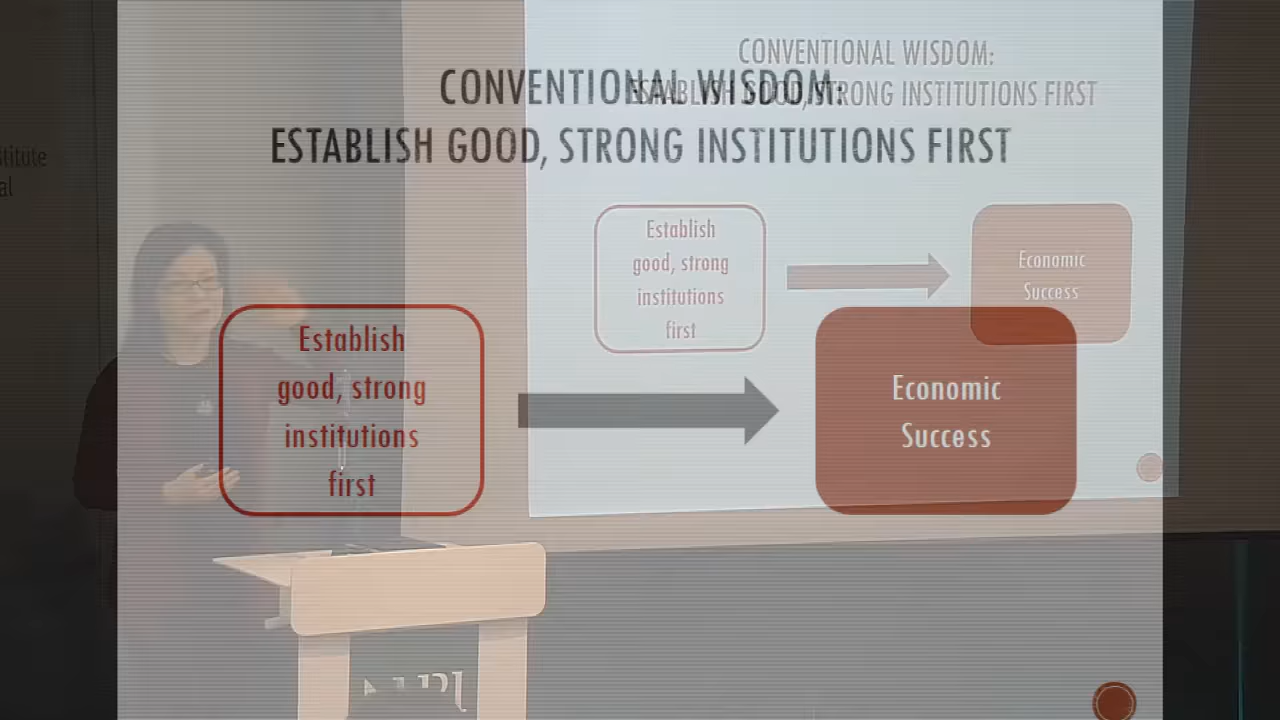 CONVENTIONAL WISDOM:
ESTABLISH GOOD, STRONG INSTITUTIONS FIRST
Establish
good, strong
institutions
first
Economic
Success
CONVENTIONAL WISDOM:
ESTABLISH GOOD, STRONG INSTITUTIONS FIRST
Establish
good, strong
institutions
first
Economic
Success